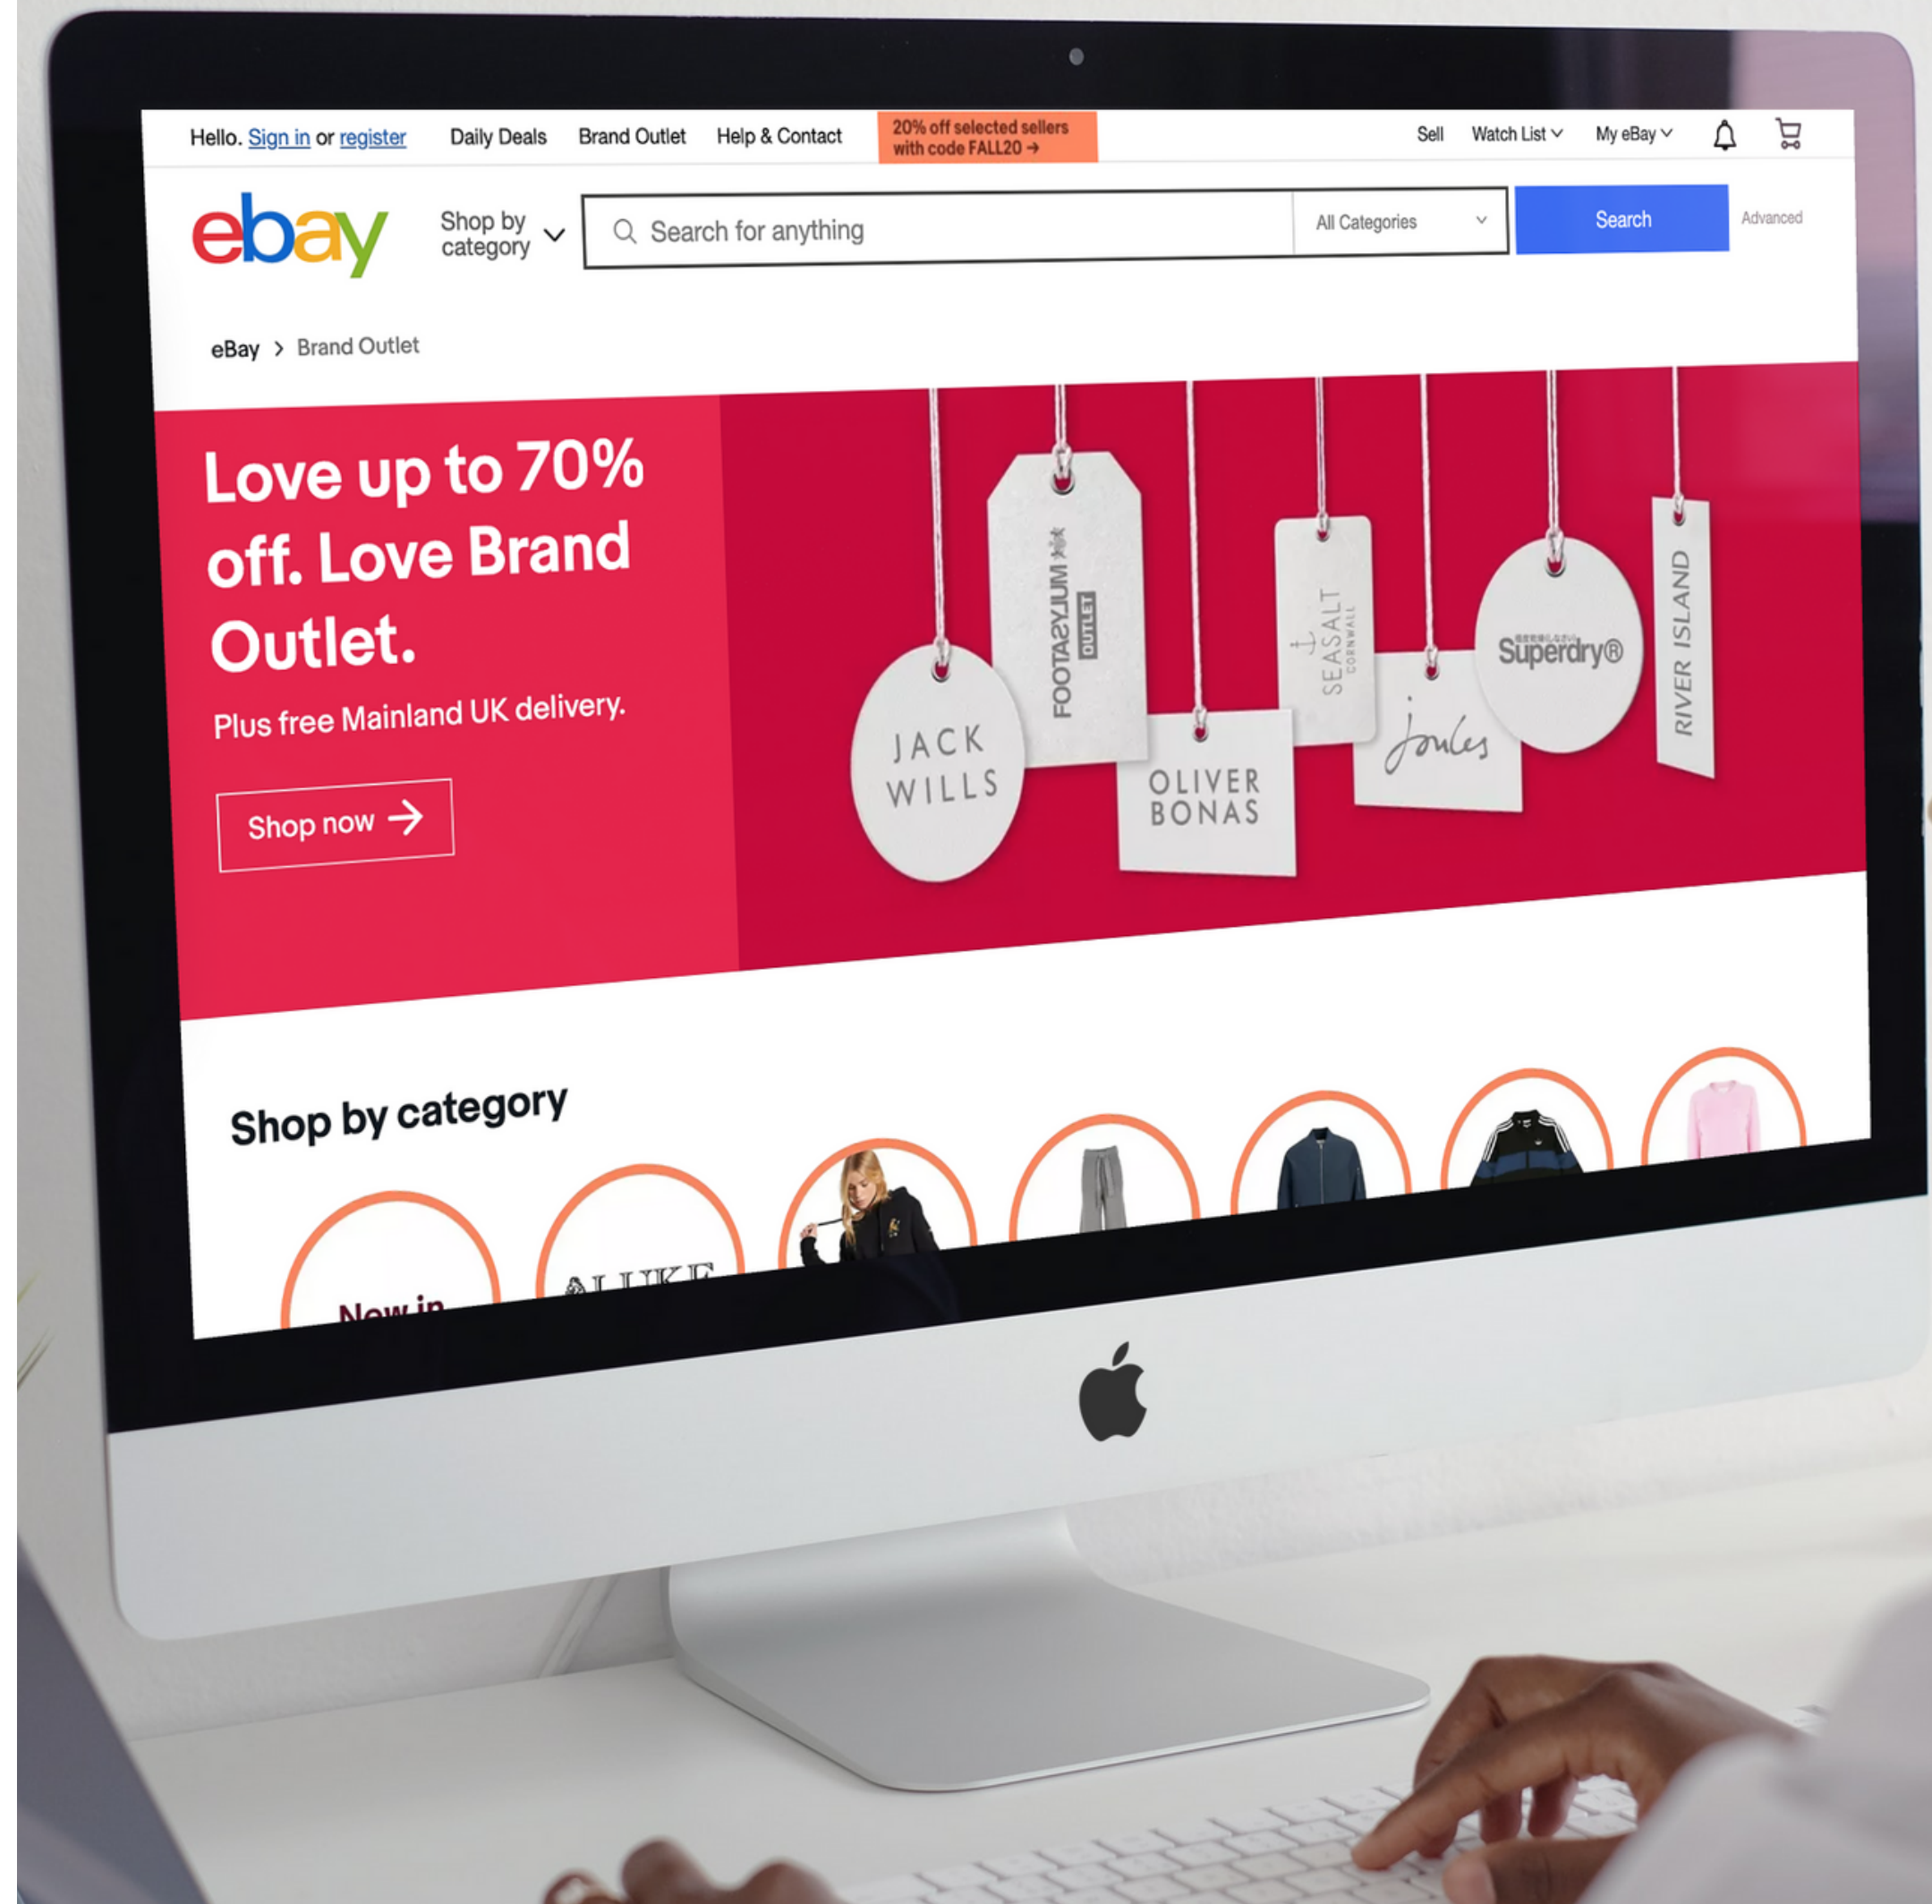 Hello. Sign in or register
Daily Deals
Brand Outlet
Help & Contact
20% off selected sellers
with code FALL20 →
Sell
Watch List
My eBay
ebay
Shop by
category
Search for anything
All Categories
Search
Advanced
eBay > Brand Outlet
Love up to 70%
off. Love Brand
Outlet.
Plus free Mainland UK delivery.
Shop now →
JACK
WILLS
FOOTASYLUM
OUTLET
OLIVER
BONAS
SEASALT
CORNWALL
Joules
Superdry®
RIVER ISLAND
Shop by category
New in